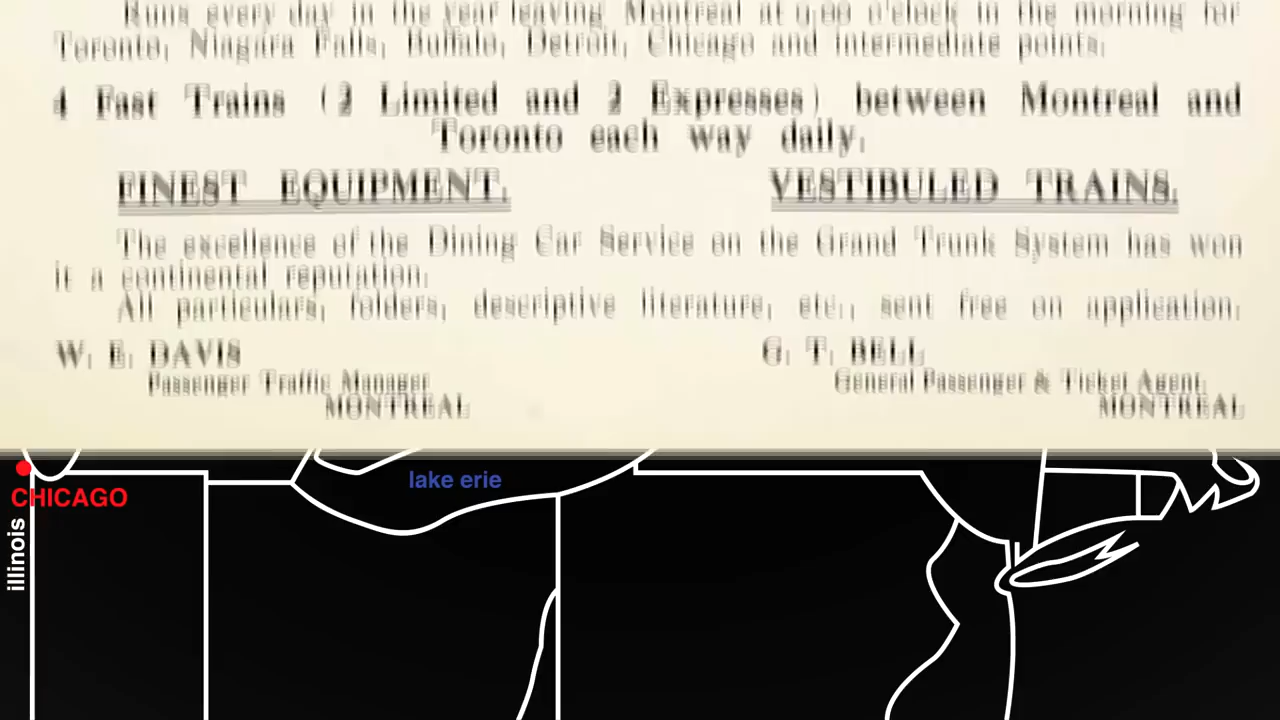 Runs every day in the year leaving Montreal at 9.00 o'clock in the morning for
Toronto, Niagara Falls, Buffalo, Detroit, Chicago and intermediate points.
4 Fast Trains (2 Limited and 2 Expresses) between Montreal and
Toronto each way daily.
FINEST EQUIPMENT. VESTIBULED TRAINS.
The excellence of the Dining Car Service on the Grand Trunk System has won
it a continental reputation.
All particulars, folders, descriptive literature, etc., sent free on application.
W. E. DAVIS G. T. BELL
Passenger Traffic Manager General Passenger & Ticket Agent
MONTREAL MONTREAL
lake erie
CHICAGO
illinois